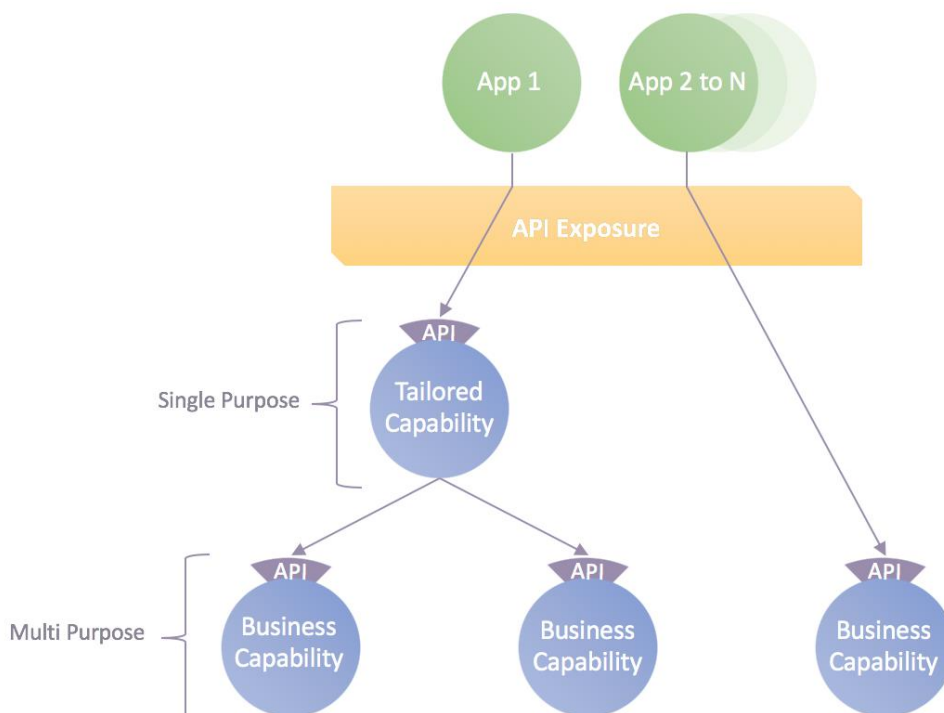 App 1
App 2 to N
API Exposure
API
Tailored
Capability
Single Purpose
API
API
API
Multi Purpose
Business
Capability
Business
Capability
Business
Capability